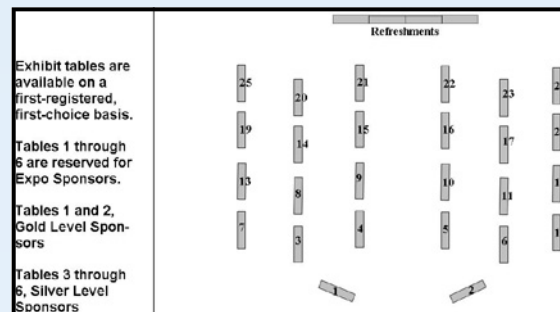 Refreshments
Exhibit tables are
available on a
first-registered,
first-choice basis.
Tables 1 through
6 are reserved for
Expo Sponsors.
Tables 1 and 2,
Gold Level Spon-
sors
Tables 3 through
6, Silver Level
Sponsors
25 20 21 22 23
19 14 15 16 17
13 8 9 10 11
7 3 4 5 6
1 2